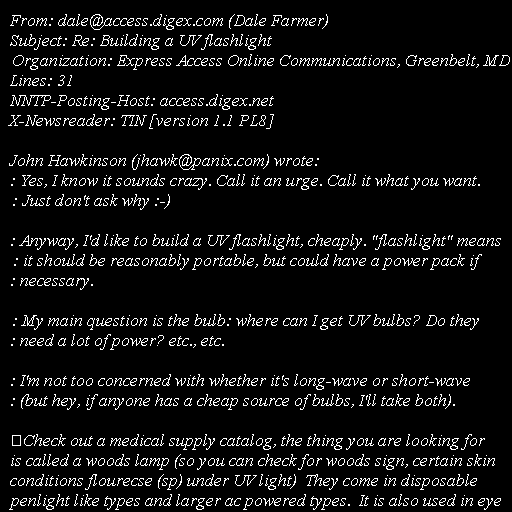 From: dale@access.digex.com (Dale Farmer)
Subject: Re: Building a UV flashlight
Organization: Express Access Online Communications, Greenbelt, MD
Lines: 31
NNTP-Posting-Host: access.digex.net
X-Newsreader: TIN [version 1.1 PL8]

John Hawkinson (jhawk@panix.com) wrote:
: Yes, I know it sounds crazy. Call it an urge. Call it what you want.
: Just don't ask why :-)

: Anyway, I'd like to build a UV flashlight, cheaply. "flashlight" means
: it should be reasonably portable, but could have a power pack if
: necessary.

: My main question is the bulb: where can I get UV bulbs? Do they
: need a lot of power? etc., etc.

: I'm not too concerned with whether it's long-wave or short-wave
: (but hey, if anyone has a cheap source of bulbs, I'll take both).

Check out a medical supply catalog, the thing you are looking for
is called a woods lamp (so you can check for woods sign, certain skin
conditions flourecse (sp) under UV light)  They come in disposable
penlight like types and larger ac powered types.  It is also used in eye